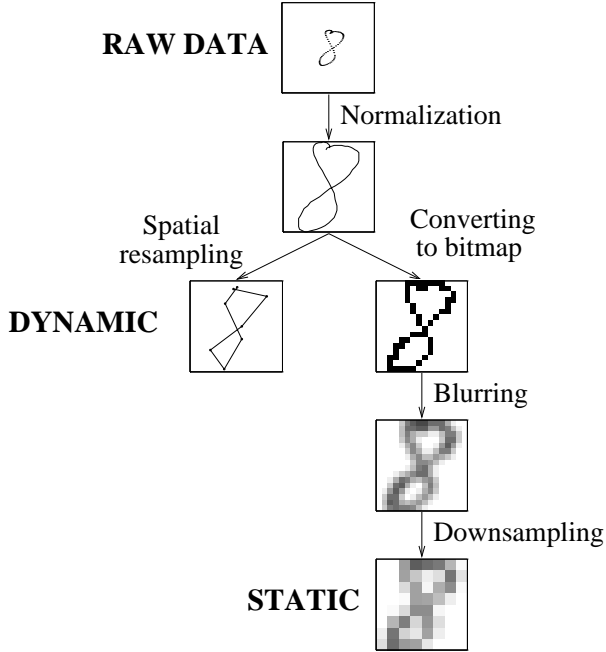 RAW DATA
Normalization
Spatial
resampling
Converting
to bitmap
DYNAMIC
Blurring
Downsampling
STATIC